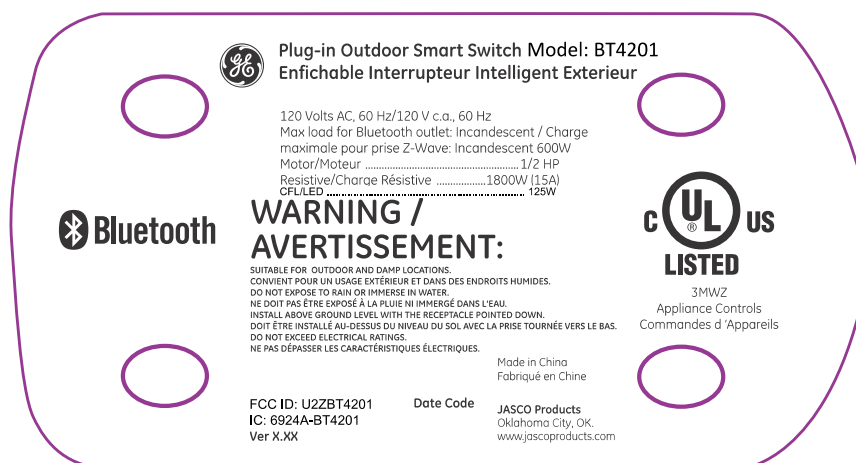 GE
Plug-in Outdoor Smart Switch Model: BT4201
Enfichable Interrupteur Intelligent Exterieur
120 Volts AC, 60 Hz/120 V c.a., 60 Hz
Max load for Bluetooth outlet: Incandescent / Charge
maximale pour prise Z-Wave: Incandescent 600W
Motor/Moteur ......................................................1/2 HP
Resistive/Charge Résistive ..................1800W (15A)
CFL/LED ...................................................... 125W
Bluetooth
WARNING /
AVERTISSEMENT:
SUITABLE FOR OUTDOOR AND DAMP LOCATIONS.
CONVIENT POUR UN USAGE EXTÉRIEUR ET DANS DES ENDROITS HUMIDES.
DO NOT EXPOSE TO RAIN OR IMMERSE IN WATER.
NE DOIT PAS ÊTRE EXPOSÉ À LA PLUIE NI IMMERGÉ DANS L'EAU.
INSTALL ABOVE GROUND LEVEL WITH THE RECEPTACLE POINTED DOWN.
DOIT ÊTRE INSTALLÉ AU-DESSUS DU NIVEAU DU SOL AVEC LA PRISE TOURNÉE VERS LE BAS.
DO NOT EXCEED ELECTRICAL RATINGS.
NE PAS DÉPASSER LES CARACTÉRISTIQUES ÉLECTRIQUES.
C UL ® US
LISTED
3MWZ
Appliance Controls
Commandes d 'Appareils
Made in China
Fabriqué en Chine
FCC ID: U2ZBT4201
IC: 6924A-BT4201
Ver X.XX
Date Code
JASCO Products
Oklahoma City, OK.
www.jascoproducts.com